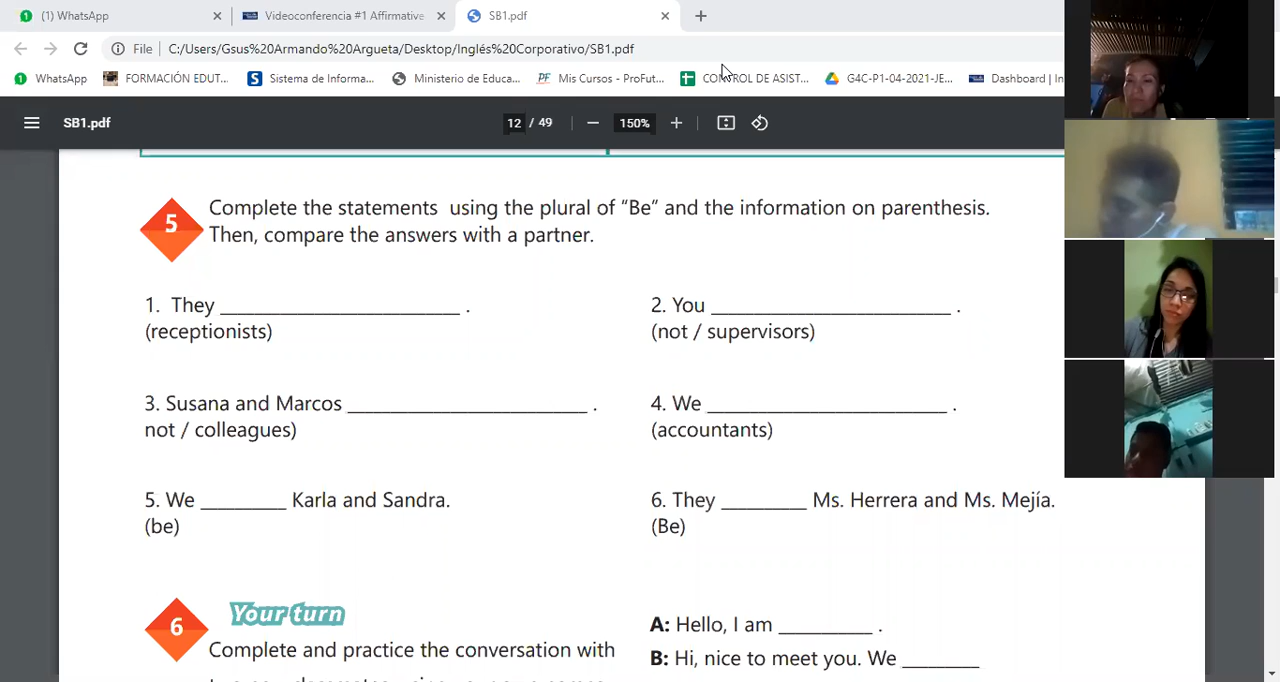 (1) WhatsApp
Videoconferencia #1 Affirmative
SB1.pdf
File | C:/Users/Gsus%20Armando%20Argueta/Desktop/Inglés%20Corporativo/SB1.pdf
WhatsApp FORMACIÓN EDUT... Sistema de Informa... Ministerio de Educa... PF Mis Cursos - ProFut... CONTROL DE ASIST... G4C-P1-04-2021-JE... Dashboard | In
SB1.pdf 12 / 49 150%
5 Complete the statements using the plural of “Be” and the information on parenthesis.
Then, compare the answers with a partner.
1. They ________________________ .
(receptionists)
2. You ________________________ .
(not / supervisors)
3. Susana and Marcos ________________________ .
not / colleagues)
4. We ________________________ .
(accountants)
5. We ________ Karla and Sandra.
(be)
6. They ________ Ms. Herrera and Ms. Mejía.
(Be)
6 Your turn
Complete and practice the conversation with
A: Hello, I am _________ .
B: Hi, nice to meet you. We _______